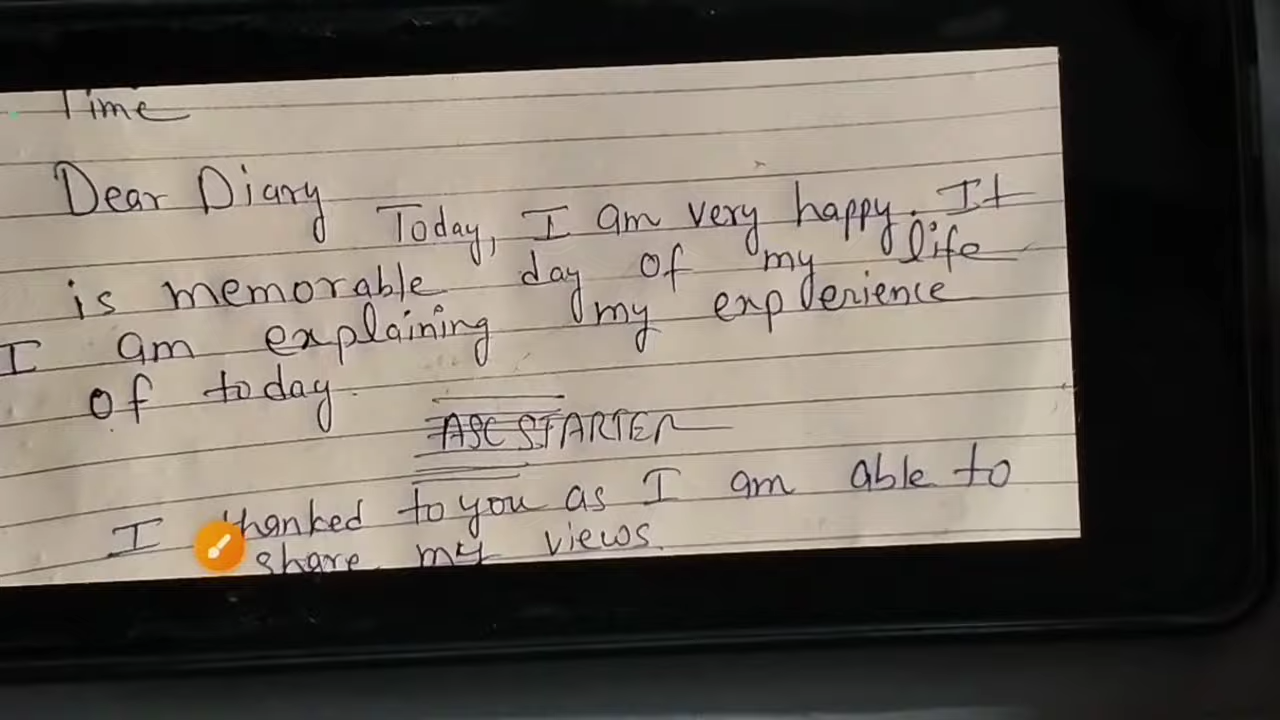 Time
Dear Diary
Today, I am very happy. It
is memorable day of my life
I am explaining my experience
of today.
ASC STARTER
I thanked to you as I am able to
share my views